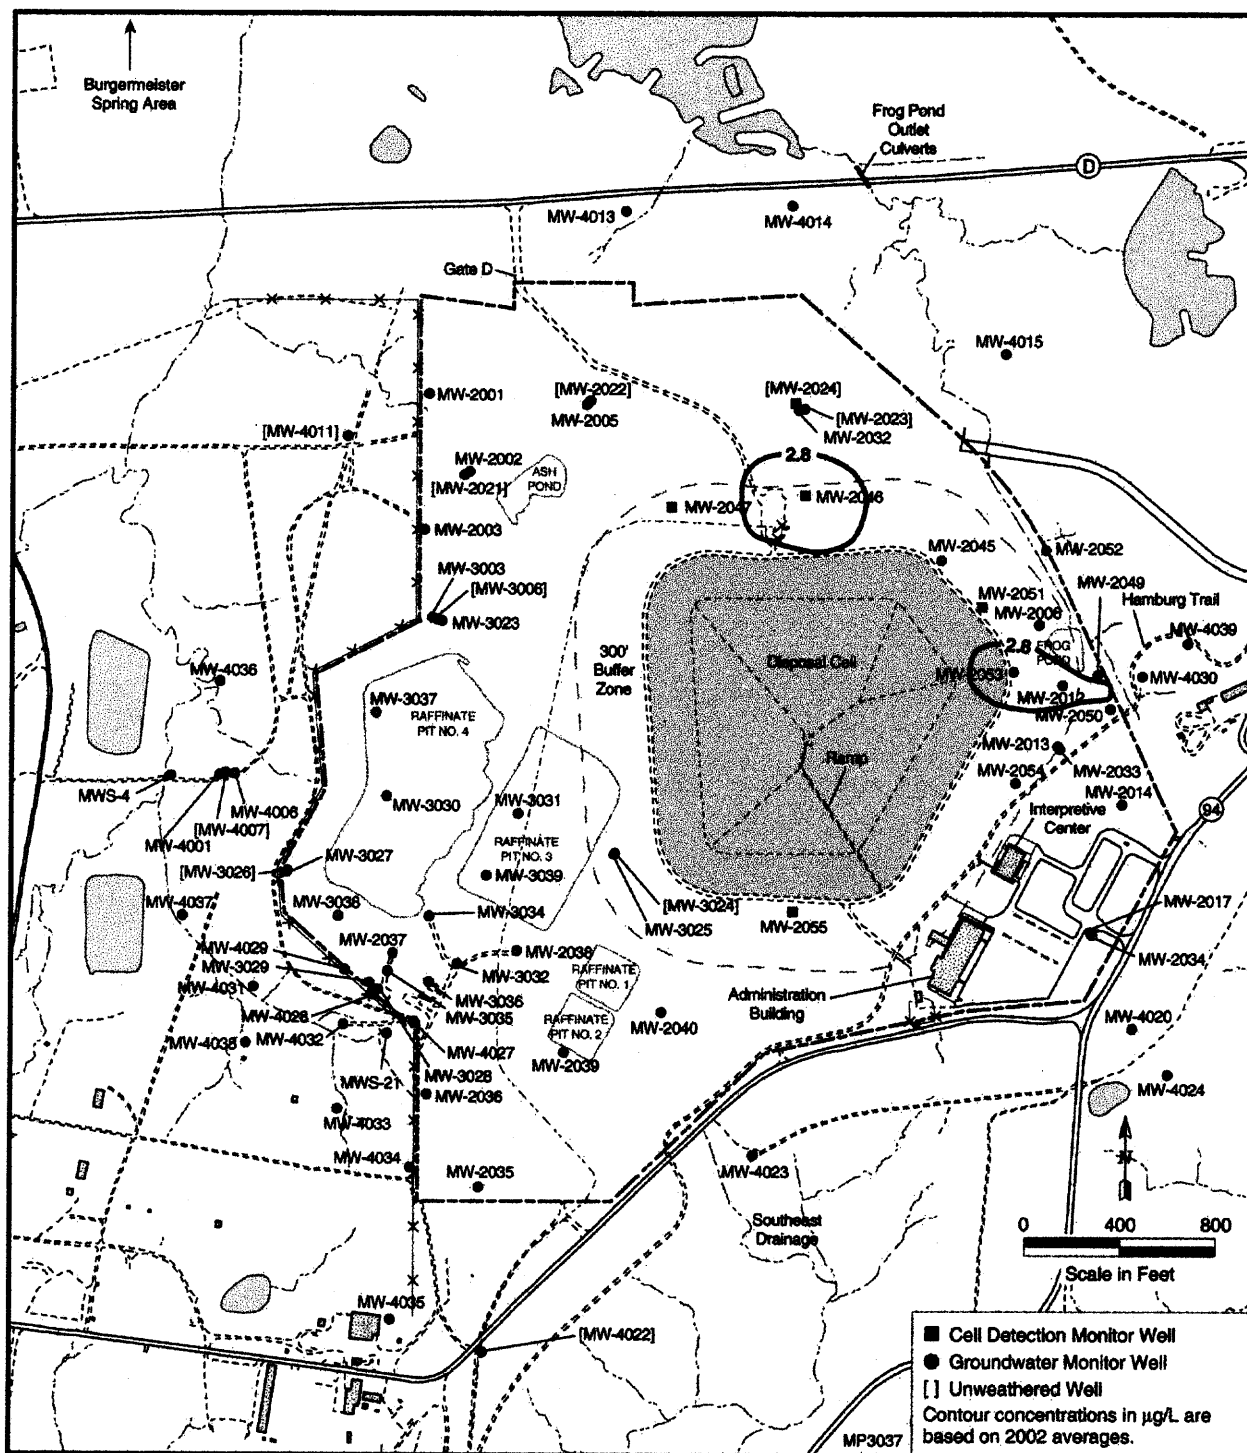 Burgermeister
Spring Area
Frog Pond
Outlet
Culverts
D
MW-4013
MW-4014
Gate D
MW-4015
MW-2001
[MW-2022]
MW-2005
[MW-2024]
[MW-2023]
MW-2032
[MW-4011]
2.8
MW-2002
[MW-2021]
ASH
POND
MW-2046
MW-2047
MW-2003
MW-2045
MW-2052
MW-3003
[MW-3006]
MW-3023
MW-2049
MW-2051
Hamburg Trail
MW-2006
MW-4039
300'
Buffer
Zone
Disposal Cell
2.8
FROG
POND
MW-2053
MW-4030
MW-2012
MW-2050
MW-4036
MW-3037
RAFFINATE
PIT NO. 4
MW-2013
MW-2033
Ramp
MW-2054
MW-2014
MWS-4
MW-4006
[MW-4007]
MW-4001
MW-3030
MW-3031
Interpretive
Center
94
RAFFINATE
PIT NO. 3
MW-3027
[MW-3026]
MW-3039
MW-4037
MW-3038
MW-3034
[MW-3024]
MW-3025
MW-2055
MW-2017
MW-2034
MW-4029
MW-2037
MW-2038
MW-3029
MW-3032
RAFFINATE
PIT NO. 1
MW-4031
MW-3036
MW-3035
Administration
Building
MW-4026
RAFFINATE
PIT NO. 2
MW-2040
MW-4020
MW-4038
MW-4032
MW-4027
MW-2039
MWS-21
MW-3028
MW-2036
MW-4024
MW-4033
N
MW-4034
MW-2035
MW-4023
Southeast
Drainage
0 400 800
Scale in Feet
MW-4035
[MW-4022]
Cell Detection Monitor Well
Groundwater Monitor Well
[ ] Unweathered Well
Contour concentrations in µg/L are
based on 2002 averages.
MP3037